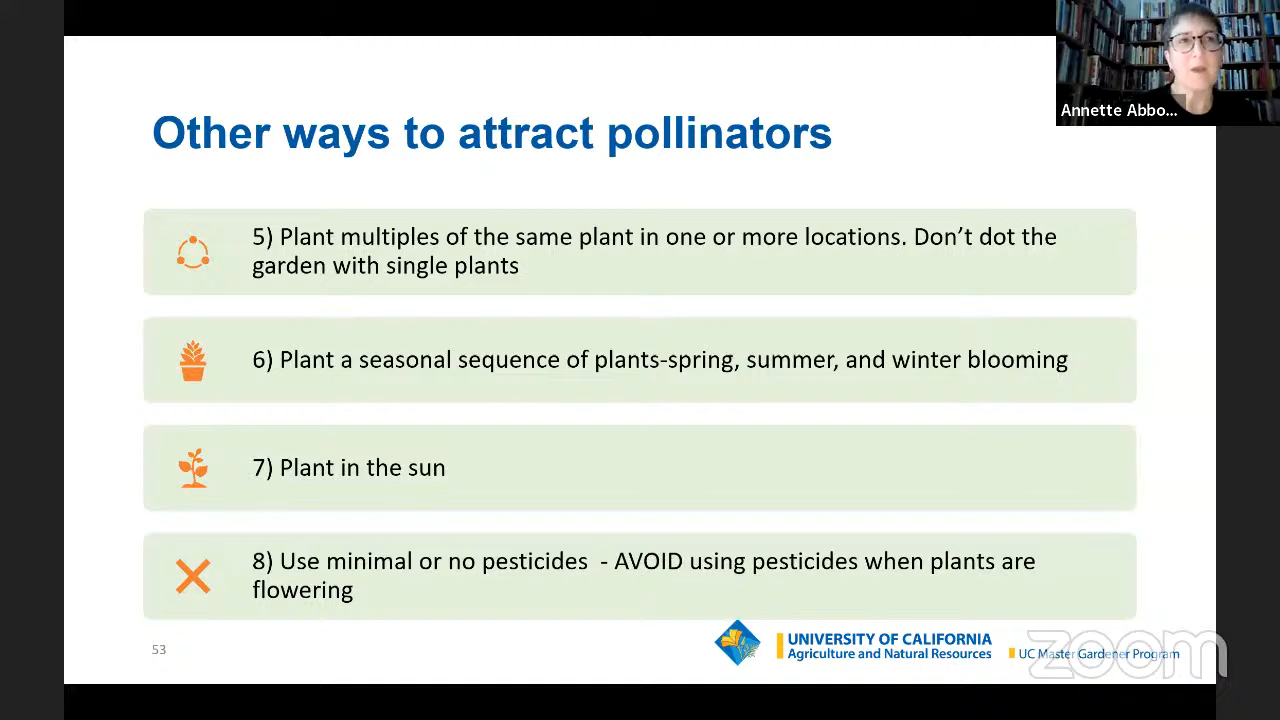 Annette Abbo...
Other ways to attract pollinators
5) Plant multiples of the same plant in one or more locations. Don’t dot the
garden with single plants
6) Plant a seasonal sequence of plants-spring, summer, and winter blooming
7) Plant in the sun
8) Use minimal or no pesticides  - AVOID using pesticides when plants are
flowering
53
UNIVERSITY OF CALIFORNIA
Agriculture and Natural Resources
UC Master Gardener Program
zoom